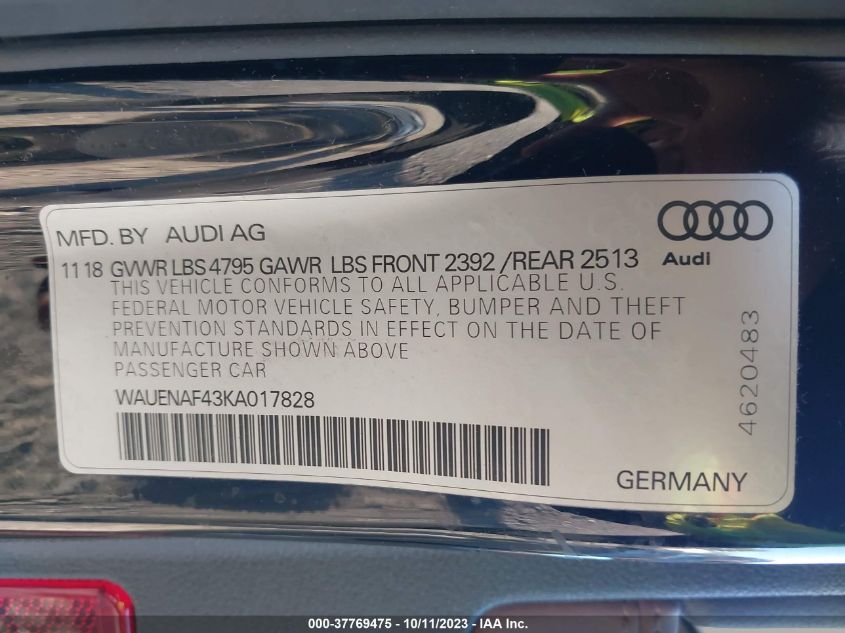 MFD. BY AUDI AG
Audi
11 18 GVWR LBS 4795 GAWR LBS FRONT 2392 /REAR 2513
THIS VEHICLE CONFORMS TO ALL APPLICABLE U.S.
FEDERAL MOTOR VEHICLE SAFETY, BUMPER AND THEFT
PREVENTION STANDARDS IN EFFECT ON THE DATE OF
MANUFACTURE SHOWN ABOVE
PASSENGER CAR
WAUENAF43KA017828
4620483
GERMANY
000-37769475 - 10/11/2023 - IAA Inc.